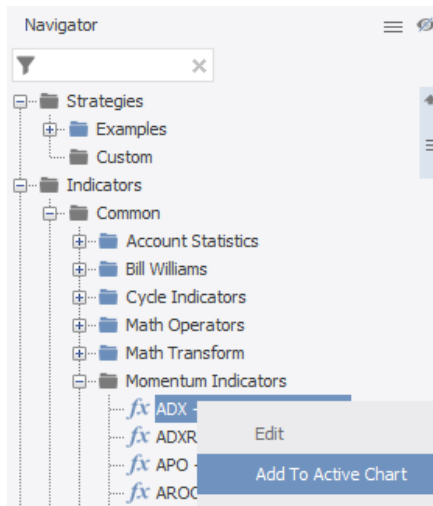 Navigator
Strategies
Examples
Custom
Indicators
Common
Account Statistics
Bill Williams
Cycle Indicators
Math Operators
Math Transform
Momentum Indicators
fx ADX -
fx ADXR
Edit
fx APO -
Add To Active Chart
fx